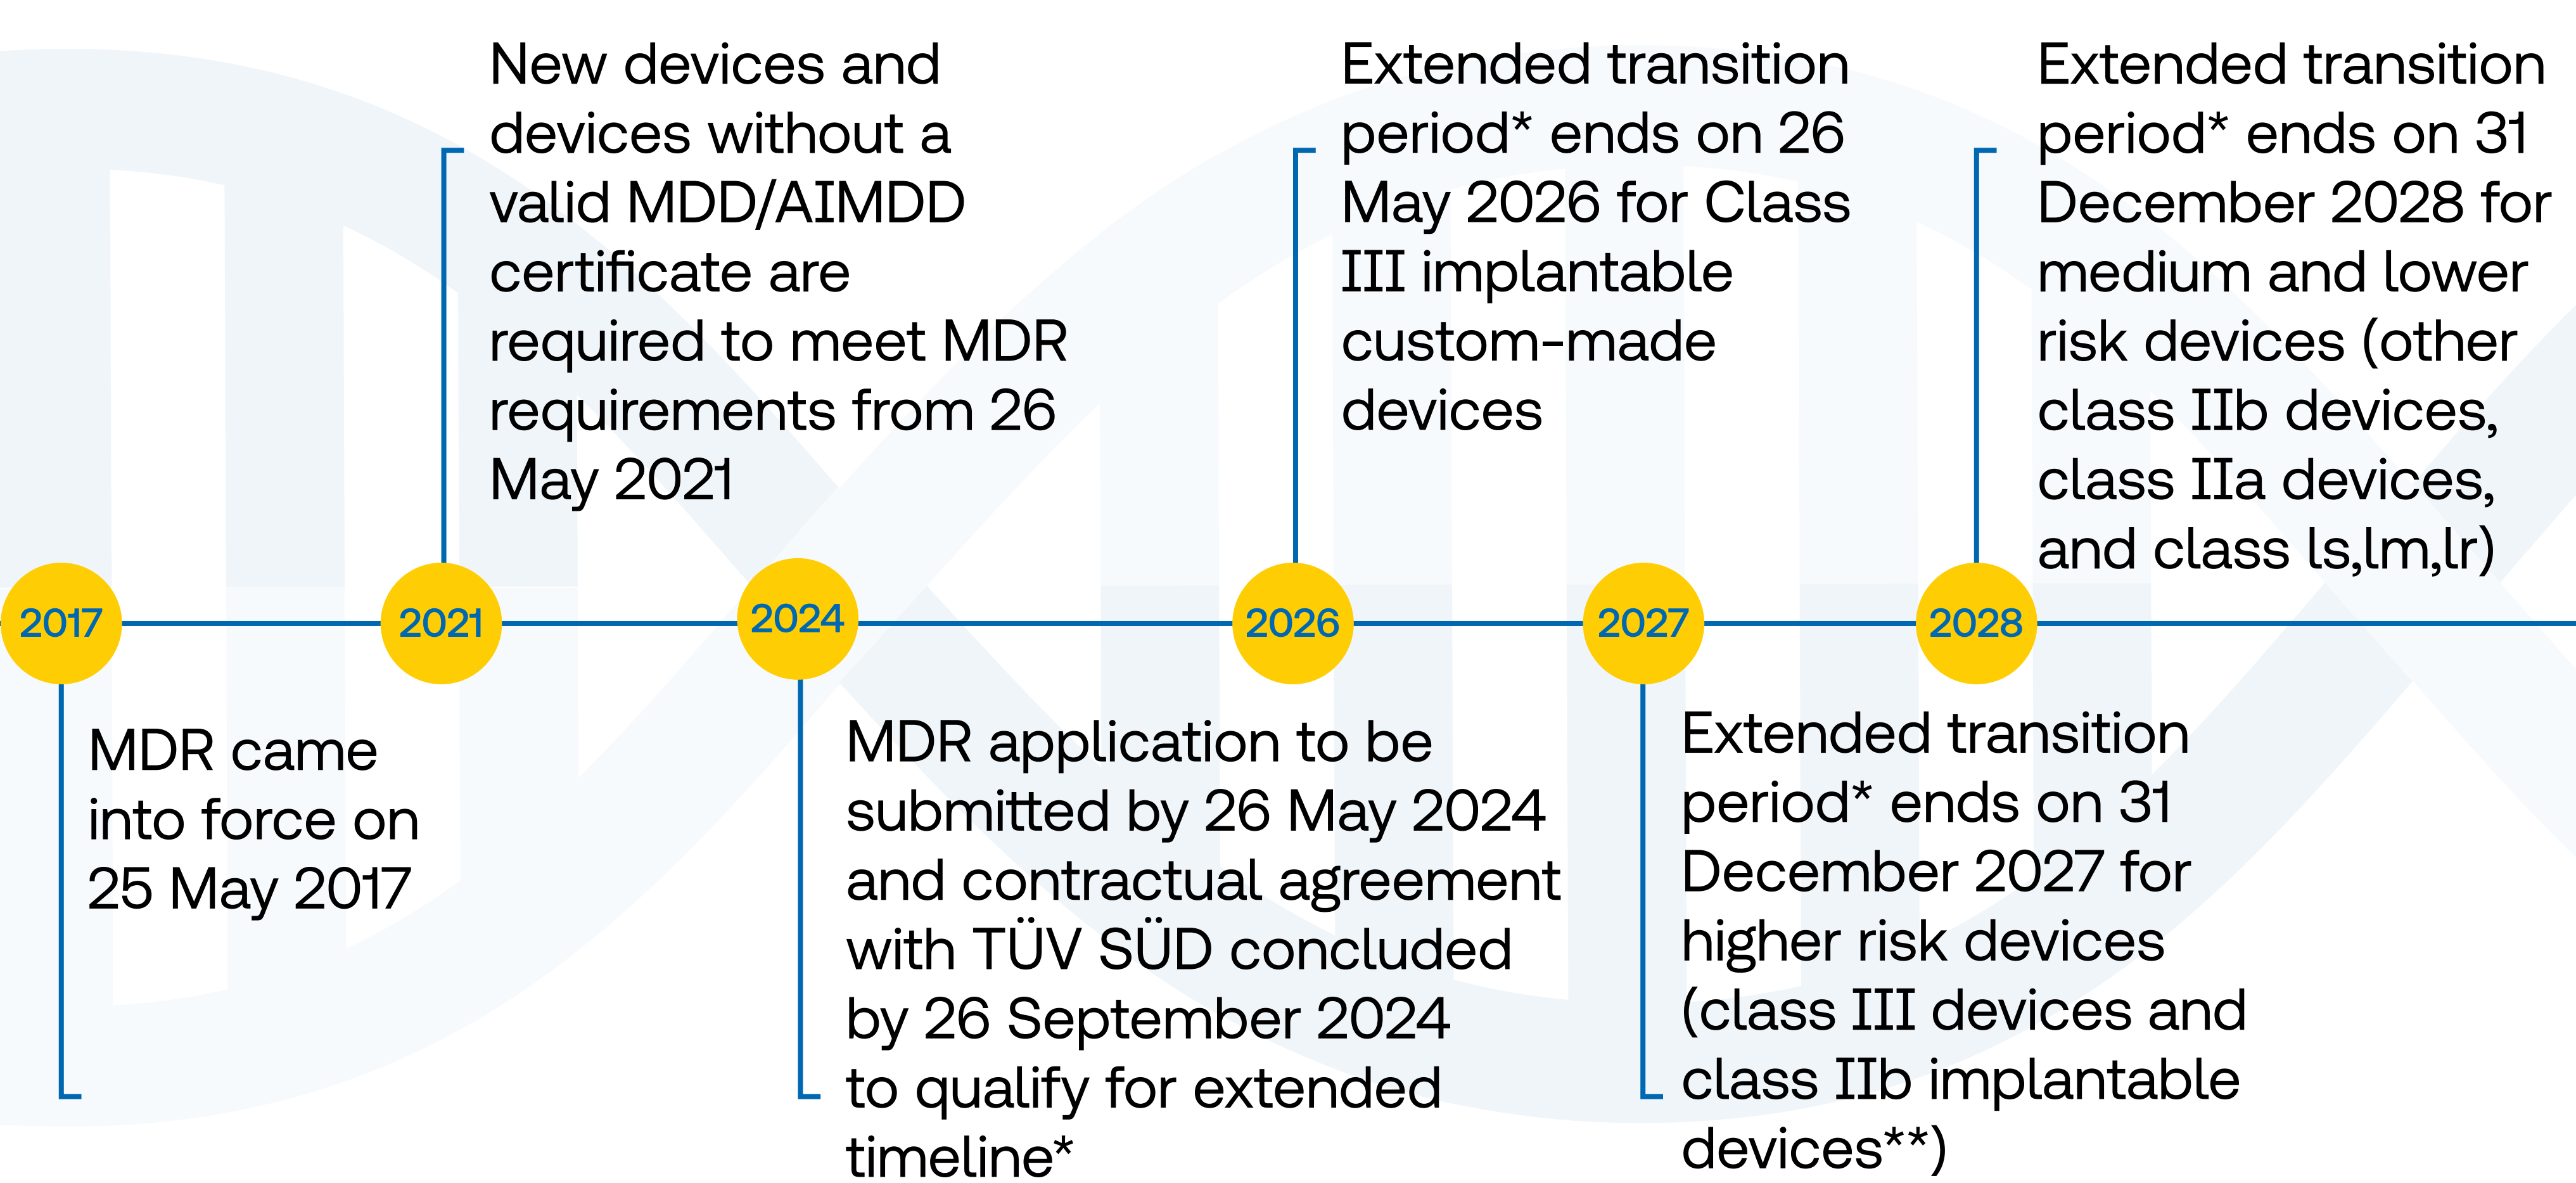 New devices and
devices without a
valid MDD/AIMDD
certificate are
required to meet MDR
requirements from 26
May 2021
Extended transition
period* ends on 26
May 2026 for Class
III implantable
custom-made
devices
Extended transition
period* ends on 31
December 2028 for
medium and lower
risk devices (other
class IIb devices,
class IIa devices,
and class ls,lm,lr)
2017
2021
2024
2026
2027
2028
MDR came
into force on
25 May 2017
MDR application to be
submitted by 26 May 2024
and contractual agreement
with TÜV SÜD concluded
by 26 September 2024
to qualify for extended
timeline*
Extended transition
period* ends on 31
December 2027 for
higher risk devices
(class III devices and
class IIb implantable
devices**)